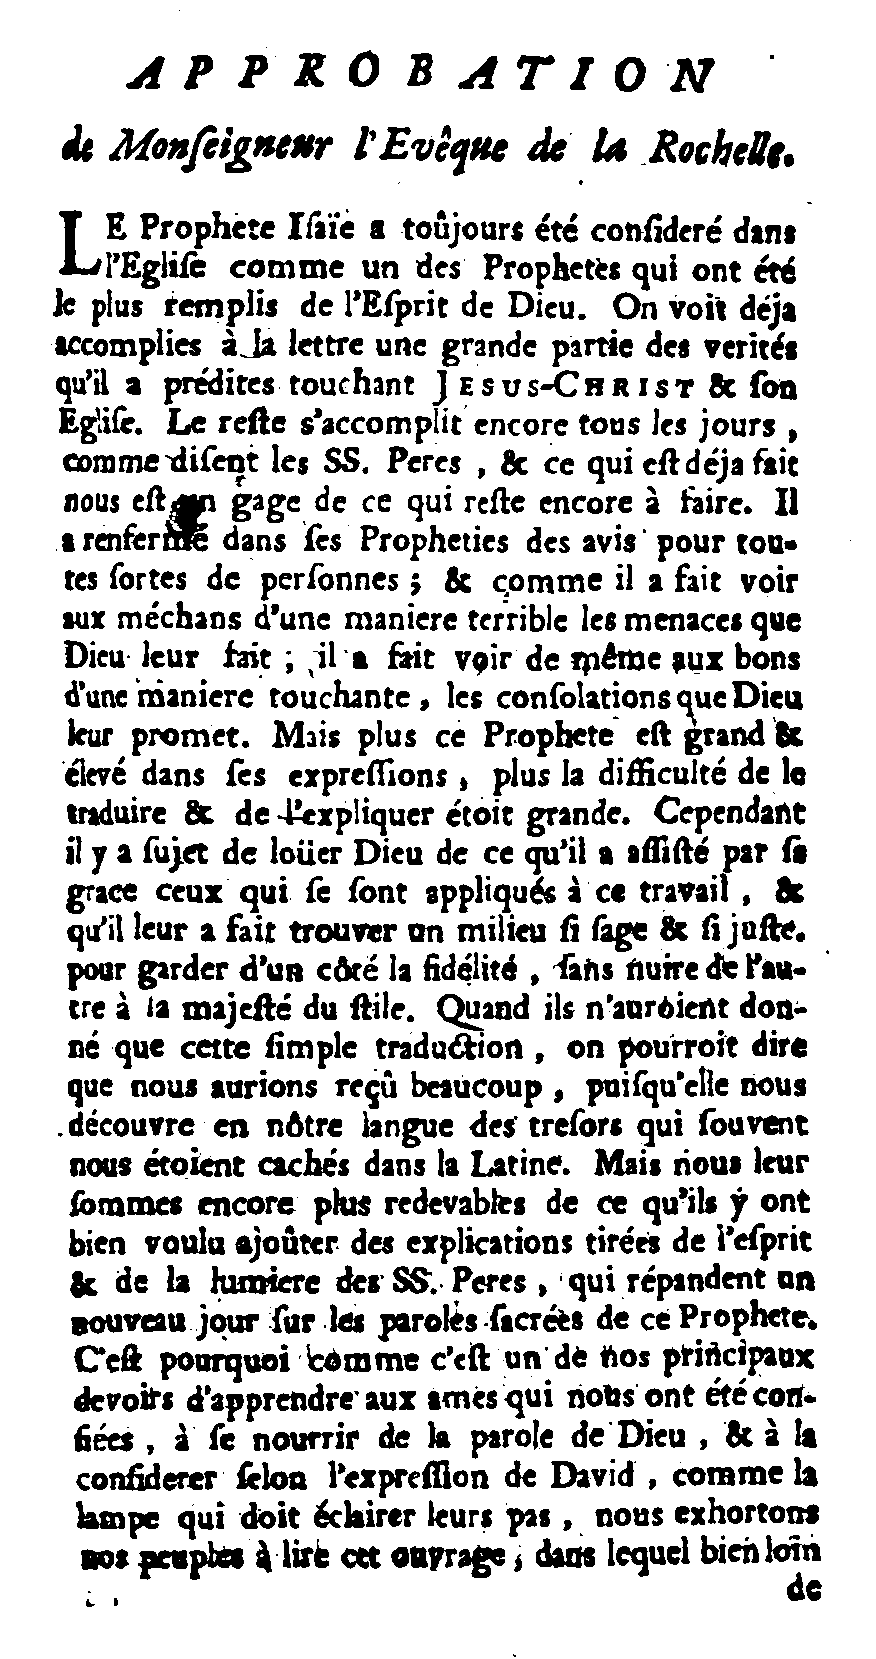 APPROBATION
de Monſeigneur l'Evêque de la Rochelle.
LE Prophete Iſaïe a toûjours été conſideré dans
l'Egliſe comme un des Prophetes qui ont été
le plus remplis de l'Eſprit de Dieu. On voit déja
accomplies à la lettre une grande partie des verités
qu'il a prédites touchant JESUS-CHRIST & ſon
Egliſe. Le reſte s'accomplit encore tous les jours,
comme diſent les SS. Peres, & ce qui eſt déja fait
nous eſt un gage de ce qui reſte encore à faire. Il
a renfermé dans ſes Propheties des avis pour tou-
tes ſortes de perſonnes; & comme il a fait voir
aux méchans d'une maniere terrible les menaces que
Dieu leur fait; il a fait voir de même aux bons
d'une maniere touchante, les conſolations que Dieu
leur promet. Mais plus ce Prophete eſt grand &
élevé dans ſes expreſſions, plus la difficulté de le
traduire & de l'expliquer étoit grande. Cependant
il y a ſujet de loüer Dieu de ce qu'il a aſſiſté par ſa
grace ceux qui ſe ſont appliqués à ce travail, &
qu'il leur a fait trouver un milieu ſi ſage & ſi juſte.
pour garder d'un côté la fidélité, ſans nuire de l'au-
tre à la majeſté du ſtile. Quand ils n'auroient don-
né que cette ſimple traduction, on pourroit dire
que nous aurions reçû beaucoup, puiſqu'elle nous
découvre en nôtre langue des treſors qui ſouvent
nous étoient cachés dans la Latine. Mais nous leur
ſommes encore plus redevables de ce qu'ils y ont
bien voulu ajoûter des explications tirées de l'eſprit
& de la lumiere des SS. Peres, qui répandent un
nouveau jour ſur les paroles ſacrées de ce Prophete.
C'eſt pourquoi comme c'eſt un de nos principaux
devoirs d'apprendre aux ames qui nous ont été con-
fiées, à ſe nourrir de la parole de Dieu, & à la
conſiderer ſelon l'expreſſion de David, comme la
lampe qui doit éclairer leurs pas, nous exhortons
nos peuples à lire cet ouvrage, dans lequel bien loin
de